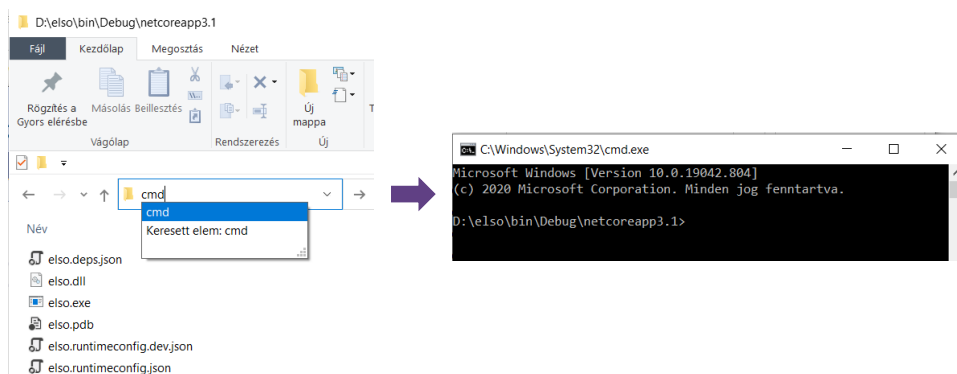 D:\elso\bin\Debug\netcoreapp3.1
Fájl Kezdőlap Megosztás Nézet
Rögzítés a Gyors elérésbe
Másolás
Beillesztés
Új mappa
Vágólap Rendszerezés Új
cmd
cmd
Keresett elem: cmd
Név
elso.deps.json
elso.dll
elso.exe
elso.pdb
elso.runtimeconfig.dev.json
elso.runtimeconfig.json
C:\Windows\System32\cmd.exe
Microsoft Windows [Version 10.0.19042.804]
(c) 2020 Microsoft Corporation. Minden jog fenntartva.
D:\elso\bin\Debug\netcoreapp3.1>